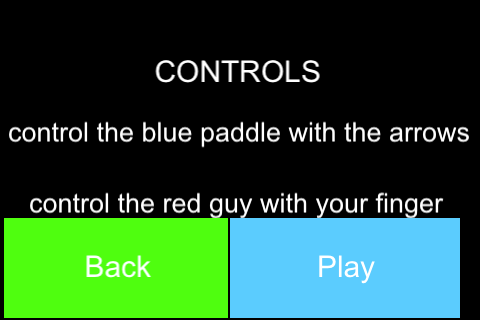 CONTROLS
control the blue paddle with the arrows
control the red guy with your finger
Back
Play